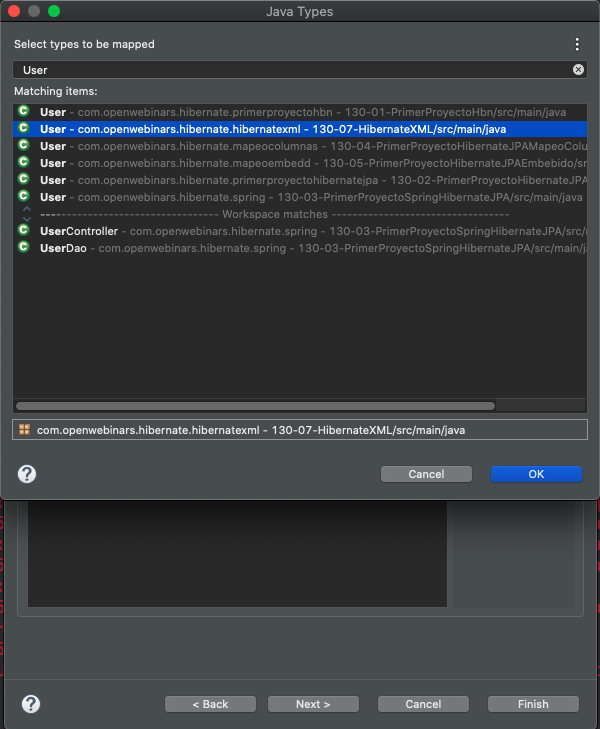 Java Types
Select types to be mapped
User
Matching items:
User - com.openwebinars.hibernate.primerproyectohbn - 130-01-PrimerProyectoHbn/src/main/java
User - com.openwebinars.hibernate.hibernatexml - 130-07-HibernateXML/src/main/java
User - com.openwebinars.hibernate.mapeocolumnas - 130-04-PrimerProyectoHibernateJPAMapeoColu
User - com.openwebinars.hibernate.mapeoembedd - 130-05-PrimerProyectoHibernateJPAEmbebido/sr
User - com.openwebinars.hibernate.primerproyectohibernatejpa - 130-02-PrimerProyectoHibernateJPA
User - com.openwebinars.hibernate.spring - 130-03-PrimerProyectoSpringHibernateJPA/src/main/java
---------------------------------- Workspace matches ----------------------------------
UserController - com.openwebinars.hibernate.spring - 130-03-PrimerProyectoSpringHibernateJPA/src/
UserDao - com.openwebinars.hibernate.spring - 130-03-PrimerProyectoSpringHibernateJPA/src/main/j
com.openwebinars.hibernate.hibernatexml - 130-07-HibernateXML/src/main/java
? Cancel OK
? < Back Next > Cancel Finish